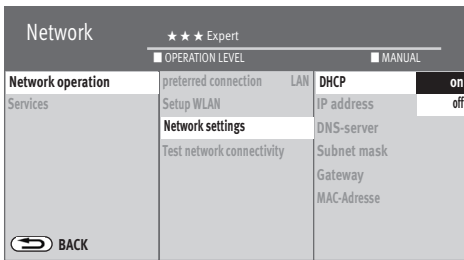 Network
★ ★ ★ Expert
OPERATION LEVEL
MANUAL
Network operation
Services
preferred connection LAN
Setup WLAN
Network settings
Test network connectivity
DHCP
IP address
DNS-server
Subnet mask
Gateway
MAC-Adresse
on
off
BACK